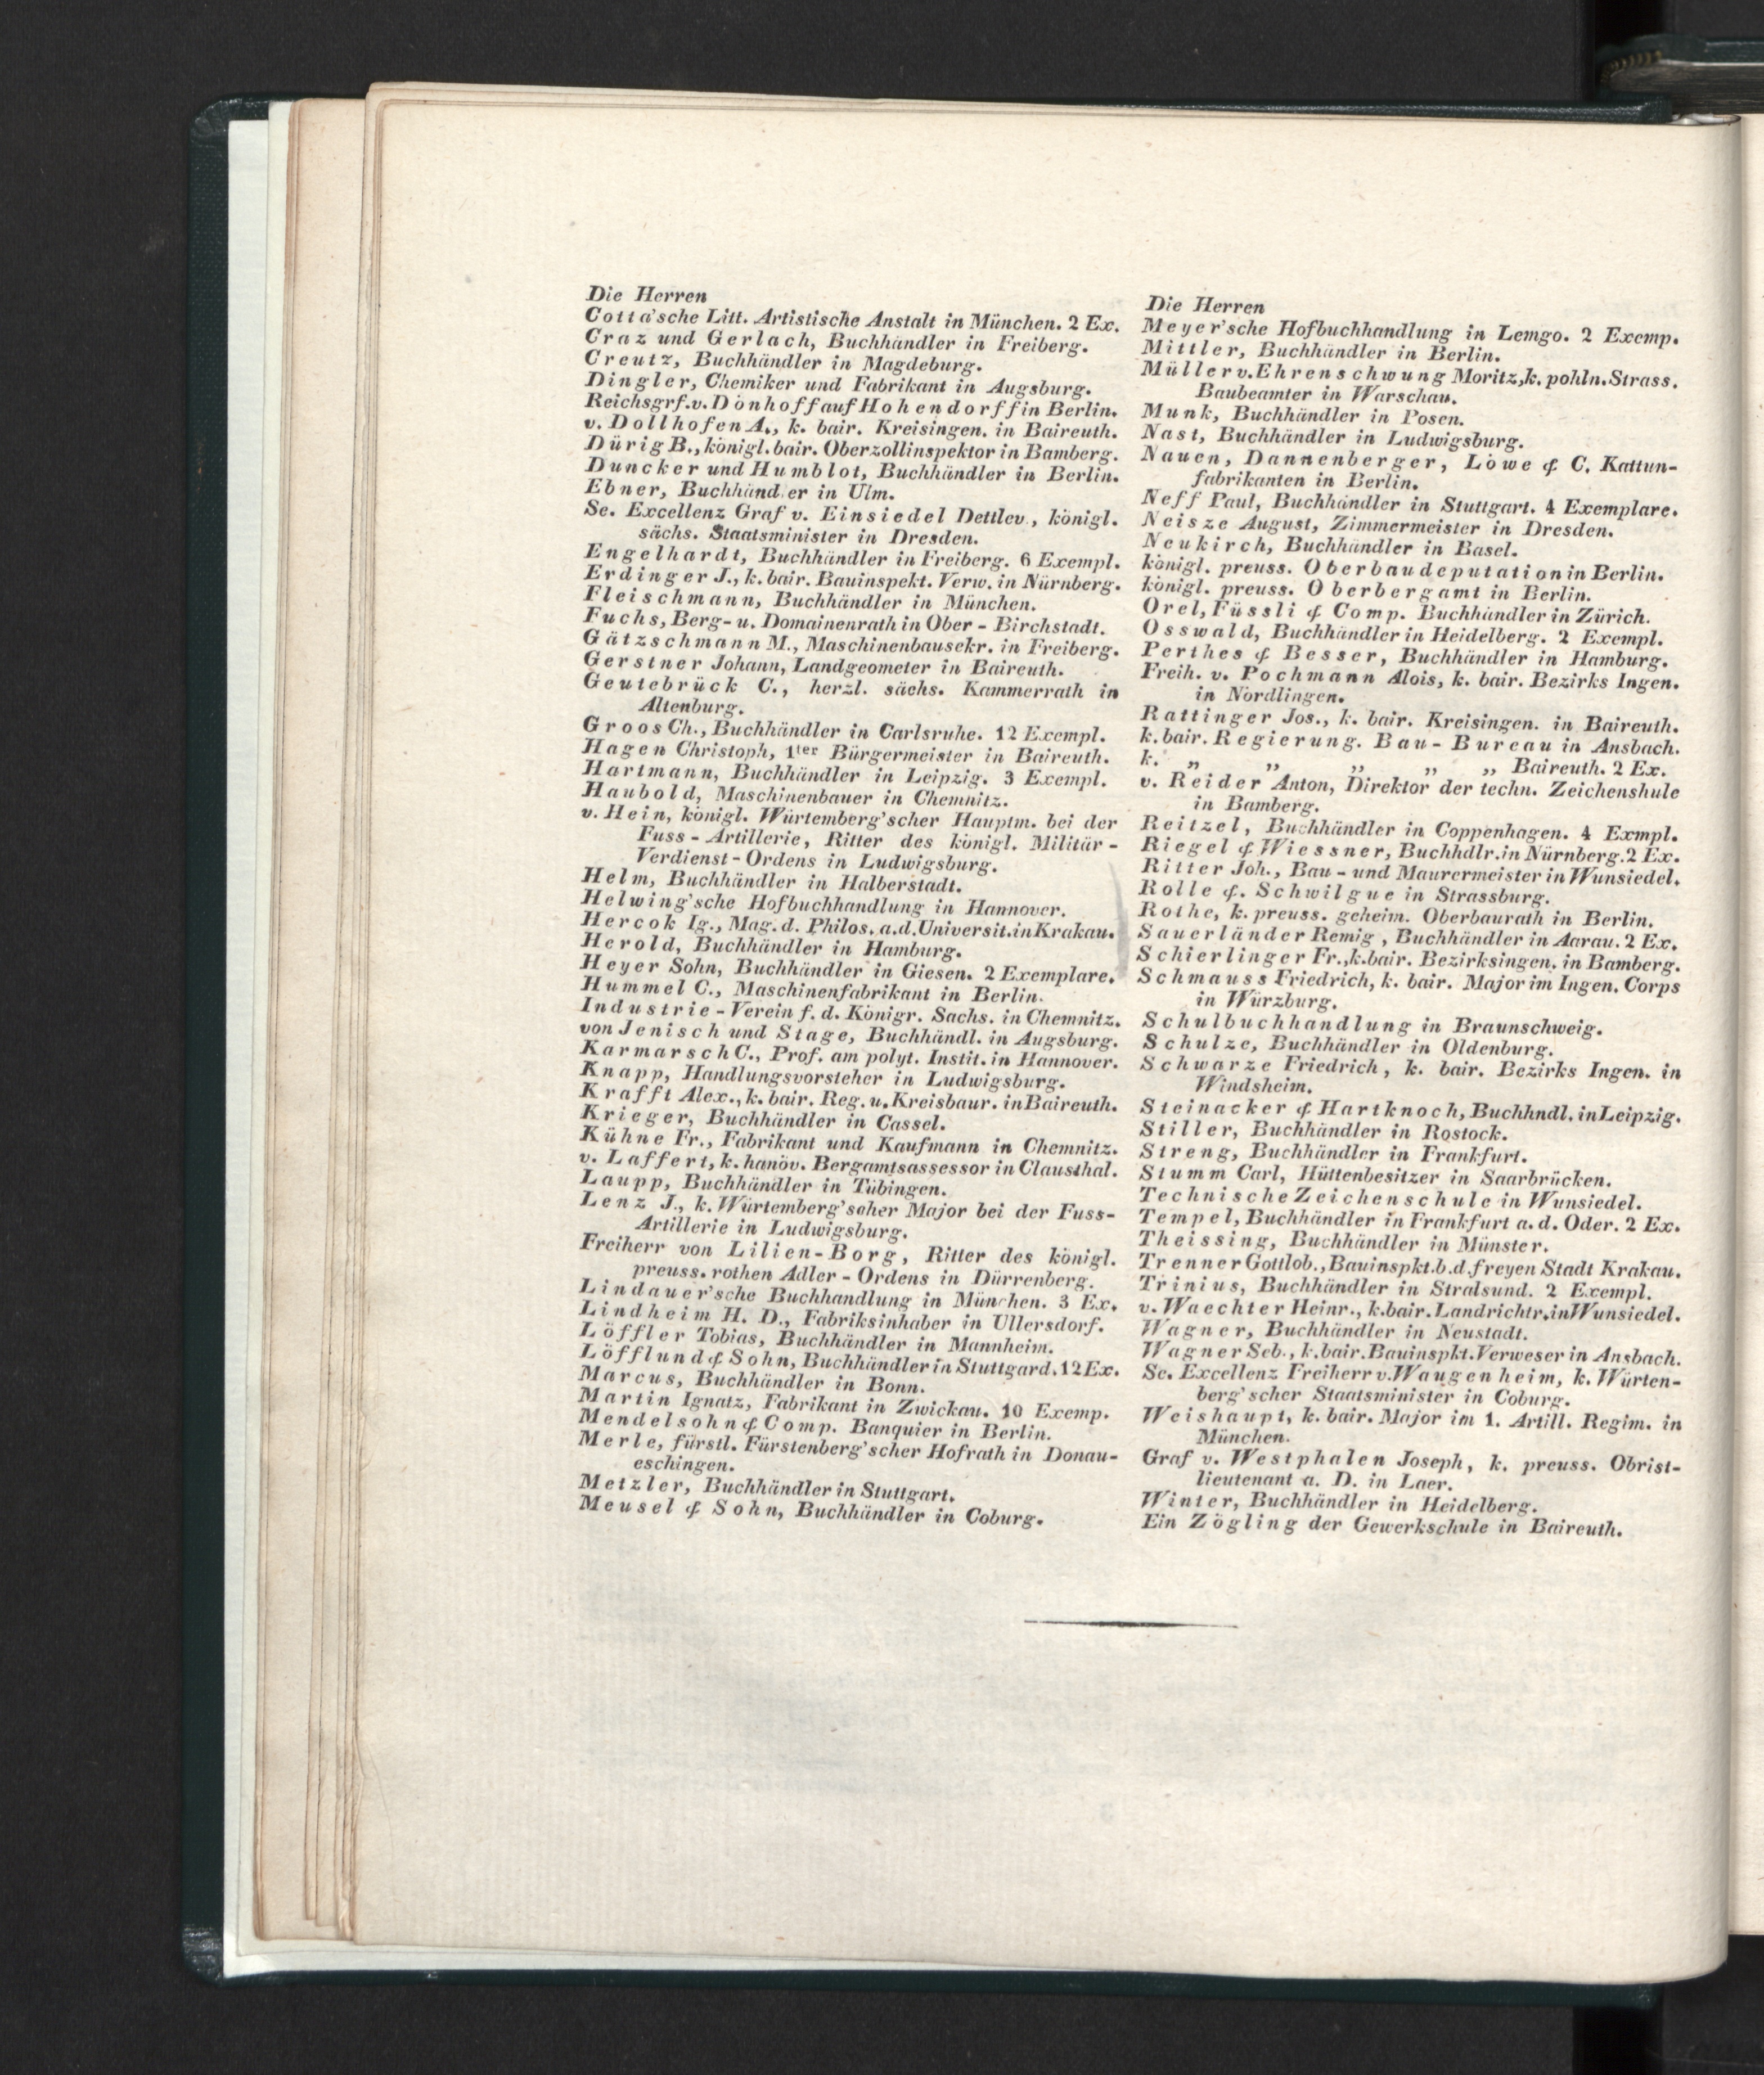 Die Herren
Cotta'sche Litt. Artistische Anstalt in München. 2 Ex.
Craz und Gerlach, Buchhändler in Freiberg.
Creutz, Buchhändler in Magdeburg.
Dingler, Chemiker und Fabrikant in Augsburg.
Reichsgrf. v. Dönhoff auf Hohendorff in Berlin.
v. Dollhofen A., k. bair. Kreisingen. in Baireuth.
Dürig B., königl. bair. Oberzollinspektor in Bamberg.
Duncker und Humblot, Buchhändler in Berlin.
Ebner, Buchhändler in Ulm.
Se. Excellenz Graf v. Einsiedel Dettlev, königl.
sächs. Staatsminister in Dresden.
Engelhardt, Buchhändler in Freiberg. 6 Exempl.
Erdinger J., k. bair. Bauinspekt. Verw. in Nürnberg.
Fleischmann, Buchhändler in München.
Fuchs, Berg- u. Domainenrath in Ober-Birchstadt.
Gätzschmann M., Maschinenbausekr. in Freiberg.
Gerstner Johann, Landgeometer in Baireuth.
Geutebrück C., herzl. sächs. Kammerrath in
Altenburg.
Groos Ch., Buchhändler in Carlsruhe. 12 Exempl.
Hagen Christoph, 1ter Bürgermeister in Baireuth.
Hartmann, Buchhändler in Leipzig. 3 Exempl.
Haubold, Maschinenbauer in Chemnitz.
v. Hein, königl. Würtemberg'scher Hauptm. bei der
Fuss-Artillerie, Ritter des königl. Militär-
Verdienst-Ordens in Ludwigsburg.
Helm, Buchhändler in Halberstadt.
Helwing'sche Hofbuchhandlung in Hannover.
Hercok Ig., Mag. d. Philos. a. d. Universit. in Krakau.
Herold, Buchhändler in Hamburg.
Heyer Sohn, Buchhändler in Giesen. 2 Exemplare.
Hummel C., Maschinenfabrikant in Berlin.
Industrie-Verein f. d. Königr. Sachs. in Chemnitz.
von Jenisch und Stage, Buchhändl. in Augsburg.
Karmarsch C., Prof. am polyt. Instit. in Hannover.
Knapp, Handlungsvorsteher in Ludwigsburg.
Krafft Alex., k. bair. Reg. u. Kreisbaur. in Baireuth.
Krieger, Buchhändler in Cassel.
Kühne Fr., Fabrikant und Kaufmann in Chemnitz.
v. Laffert, k. hanöv. Bergamtsassessor in Clausthal.
Laupp, Buchhändler in Tübingen.
Lenz J., k. Würtemberg'scher Major bei der Fuss-
Artillerie in Ludwigsburg.
Freiherr von Lilien-Borg, Ritter des königl.
preuss. rothen Adler-Ordens in Dürrenberg.
Lindauer'sche Buchhandlung in München. 3 Ex.
Lindheim H. D., Fabriksinhaber in Ullersdorf.
Löffler Tobias, Buchhändler in Mannheim.
Löfflund & Sohn, Buchhändler in Stuttgard. 12 Ex.
Marcus, Buchhändler in Bonn.
Martin Ignatz, Fabrikant in Zwickau. 10 Exemp.
Mendelsohn & Comp. Banquier in Berlin.
Merle, fürstl. Fürstenberg'scher Hofrath in Donau-
eschingen.
Metzler, Buchhändler in Stuttgart.
Meusel & Sohn, Buchhändler in Coburg.
Die Herren
Meyer'sche Hofbuchhandlung in Lemgo. 2 Exemp.
Mittler, Buchhändler in Berlin.
Müller v. Ehrenschwung Moritz, k. pohln. Strass.
Baubeamter in Warschau.
Munk, Buchhändler in Posen.
Nast, Buchhändler in Ludwigsburg.
Nauen, Dannenberger, Löwe & C. Kattun-
fabrikanten in Berlin.
Neff Paul, Buchhändler in Stuttgart. 4 Exemplare.
Neisze August, Zimmermeister in Dresden.
Neukirch, Buchhändler in Basel.
königl. preuss. Oberbaudeputation in Berlin.
königl. preuss. Oberbergamt in Berlin.
Orel, Füssli & Comp. Buchhändler in Zürich.
Osswald, Buchhändler in Heidelberg. 2 Exempl.
Perthes & Besser, Buchhändler in Hamburg.
Freih. v. Pochmann Alois, k. bair. Bezirks Ingen.
in Nördlingen.
Rattinger Jos., k. bair. Kreisingen. in Baireuth.
k. bair. Regierung. Bau-Bureau in Ansbach.
k. „ „ „ „ „ Baireuth. 2 Ex.
v. Reider Anton, Direktor der techn. Zeichenshule
in Bamberg.
Reitzel, Buchhändler in Coppenhagen. 4 Exmpl.
Riegel & Wiessner, Buchhdlr. in Nürnberg. 2 Ex.
Ritter Joh., Bau- und Maurermeister in Wunsiedel.
Rolle &. Schwilgue in Strassburg.
Rothe, k. preuss. geheim. Oberbaurath in Berlin.
Sauerländer Remig, Buchhändler in Aarau. 2 Ex.
Schierlinger Fr., k. bair. Bezirksingen. in Bamberg.
Schmauss Friedrich, k. bair. Major im Ingen. Corps
in Würzburg.
Schulbuchhandlung in Braunschweig.
Schulze, Buchhändler in Oldenburg.
Schwarze Friedrich, k. bair. Bezirks Ingen. in
Windsheim.
Steinacker & Hartknoch, Buchhndl. in Leipzig.
Stiller, Buchhändler in Rostock.
Streng, Buchhändler in Frankfurt.
Stumm Carl, Hüttenbesitzer in Saarbrücken.
Technische Zeichenschule in Wunsiedel.
Tempel, Buchhändler in Frankfurt a. d. Oder. 2 Ex.
Theissing, Buchhändler in Münster.
Trenner Gottlob., Bauinspkt. b. d. freyen Stadt Krakau.
Trinius, Buchhändler in Stralsund. 2 Exempl.
v. Waechter Heinr., k. bair. Landrichtr. in Wunsiedel.
Wagner, Buchhändler in Neustadt.
Wagner Seb., k. bair. Bauinspkt. Verweser in Ansbach.
Se. Excellenz Freiherr v. Waugenheim, k. Würten-
berg'scher Staatsminister in Coburg.
Weishaupt, k. bair. Major im 1. Artill. Regim. in
München.
Graf v. Westphalen Joseph, k. preuss. Obrist-
lieutenant a. D. in Laer.
Winter, Buchhändler in Heidelberg.
Ein Zögling der Gewerkschule in Baireuth.